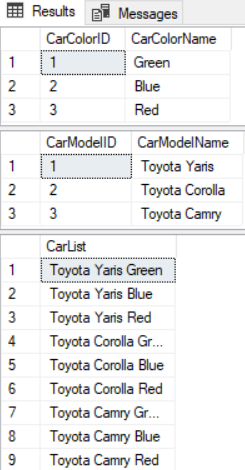 Results Messages
CarColorID CarColorName
1 1 Green
2 2 Blue
3 3 Red
CarModelID CarModelName
1 1 Toyota Yaris
2 2 Toyota Corolla
3 3 Toyota Camry
CarList
1 Toyota Yaris Green
2 Toyota Yaris Blue
3 Toyota Yaris Red
4 Toyota Corolla Gr...
5 Toyota Corolla Blue
6 Toyota Corolla Red
7 Toyota Camry Gr...
8 Toyota Camry Blue
9 Toyota Camry Red